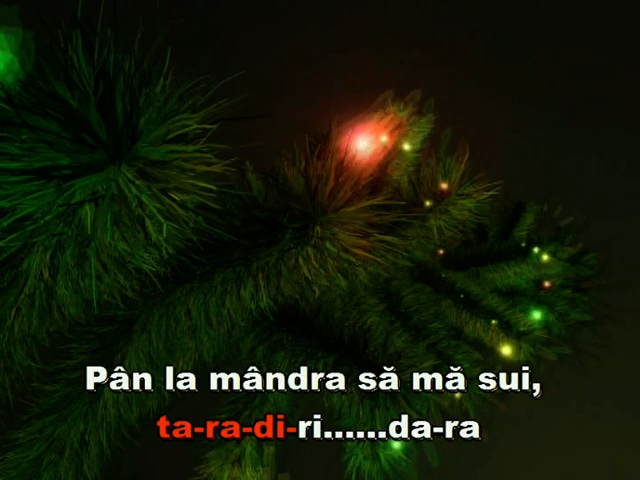 Pân la mândra să mă sui,
ta-ra-di-ri......da-ra